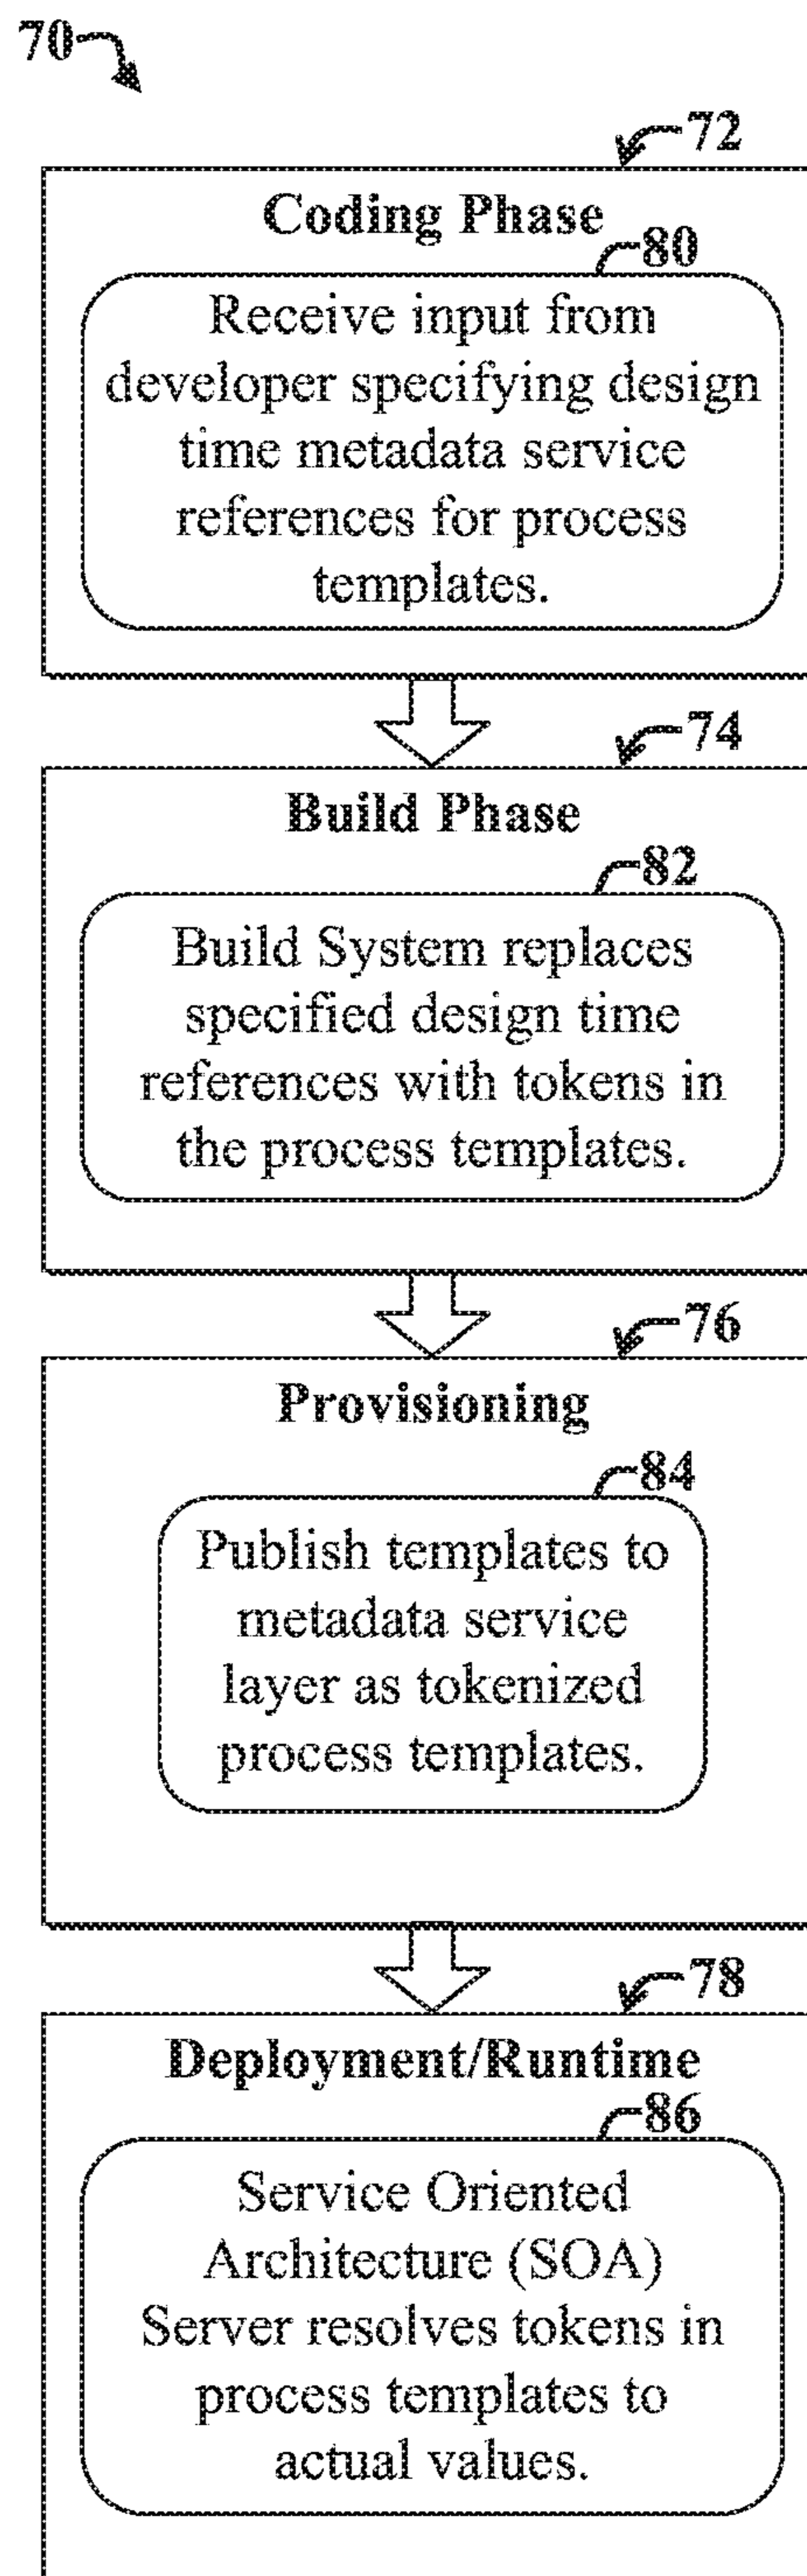 70
72
Coding Phase
80
Receive input from
developer specifying design
time metadata service
references for process
templates.
74
Build Phase
82
Build System replaces
specified design time
references with tokens in
the process templates.
76
Provisioning
84
Publish templates to
metadata service
layer as tokenized
process templates.
78
Deployment/Runtime
86
Service Oriented
Architecture (SOA)
Server resolves tokens in
process templates to
actual values.